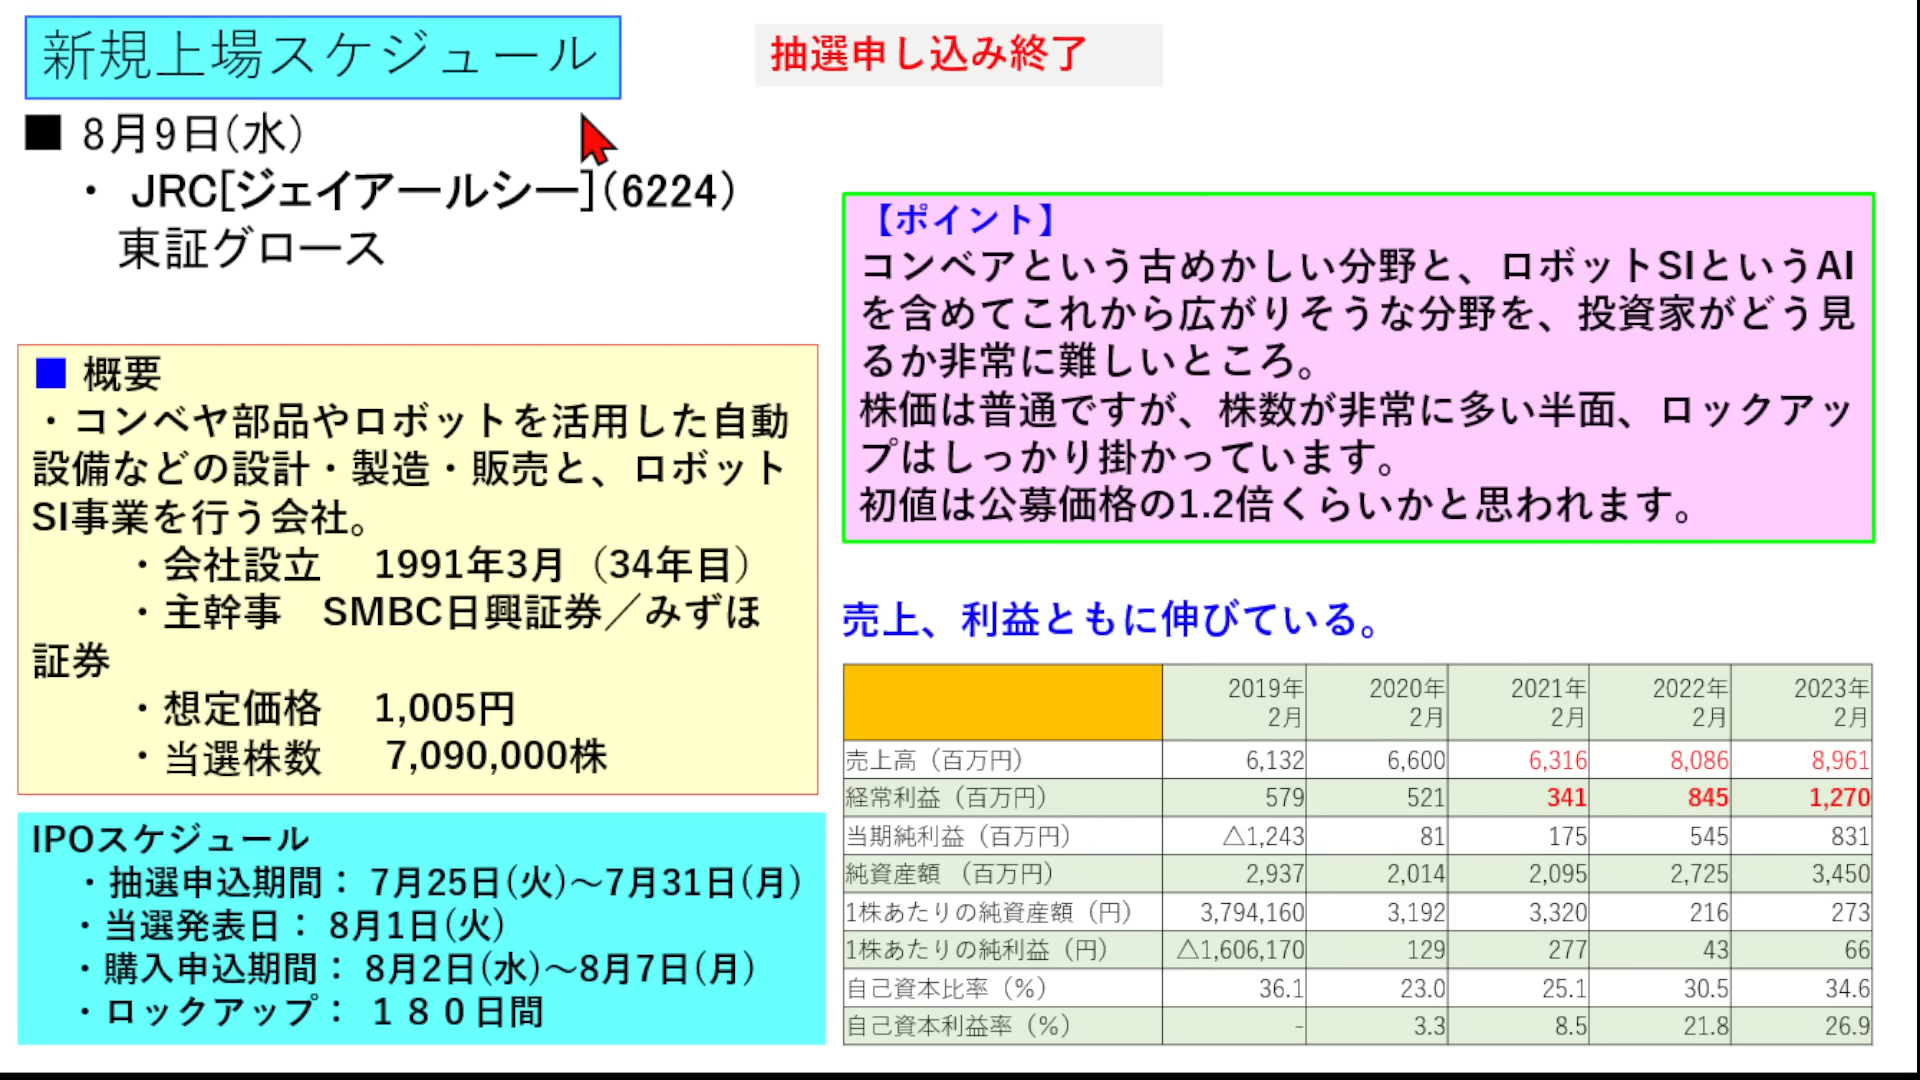 新規上場スケジュール
抽選申し込み終了
■ 8月9日(水)
・ JRC[ジェイアールシー](6224)
東証グロース
【ポイント】
コンベアという古めかしい分野と、ロボットSIというAI
を含めてこれから広がりそうな分野を、投資家がどう見
るか非常に難しいところ。
株価は普通ですが、株数が非常に多い半面、ロックアッ
プはしっかり掛かっています。
初値は公募価格の1.2倍くらいかと思われます。
■ 概要
・コンベヤ部品やロボットを活用した自動
設備などの設計・製造・販売と、ロボット
SI事業を行う会社。
・会社設立 1991年3月（34年目）
・主幹事 SMBC日興証券／みずほ
証券
・想定価格 1,005円
・当選株数 7,090,000株
IPOスケジュール
・抽選申込期間： 7月25日(火)～7月31日(月)
・当選発表日： 8月1日(火)
・購入申込期間： 8月2日(水)～8月7日(月)
・ロックアップ： １８０日間
売上、利益ともに伸びている。
2019年 2020年 2021年 2022年 2023年
2月 2月 2月 2月 2月
売上高（百万円） 6,132 6,600 6,316 8,086 8,961
経常利益（百万円） 579 521 341 845 1,270
当期純利益（百万円） △1,243 81 175 545 831
純資産額 （百万円） 2,937 2,014 2,095 2,725 3,450
1株あたりの純資産額（円） 3,794,160 3,192 3,320 216 273
1株あたりの純利益（円） △1,606,170 129 277 43 66
自己資本比率（%） 36.1 23.0 25.1 30.5 34.6
自己資本利益率（%） - 3.3 8.5 21.8 26.9